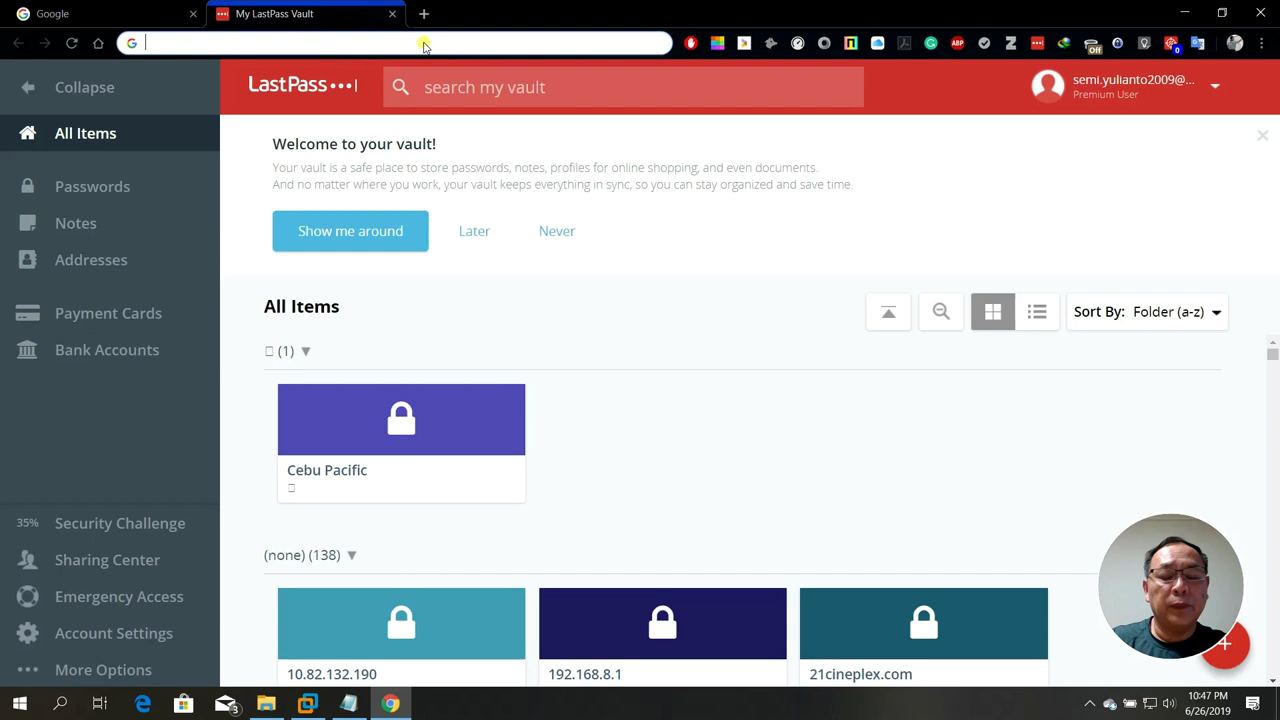 Google
My LastPass Vault
Collapse
LastPass
search my vault
semi.yulianto2009@...
Premium User
All Items
Welcome to your vault!
Your vault is a safe place to store passwords, notes, profiles for online shopping, and even documents.
And no matter where you work, your vault keeps everything in sync, so you can stay organized and save time.
Passwords
Notes
Show me around
Later
Never
Addresses
Payment Cards
Bank Accounts
All Items
Sort By: Folder (a-z)
(1)
Cebu Pacific
35% Security Challenge
Sharing Center
Emergency Access
Account Settings
More Options
(none) (138)
10.82.132.190
192.168.8.1
21cineplex.com
ABP
Off
0
3
10:47 PM
6/26/2019